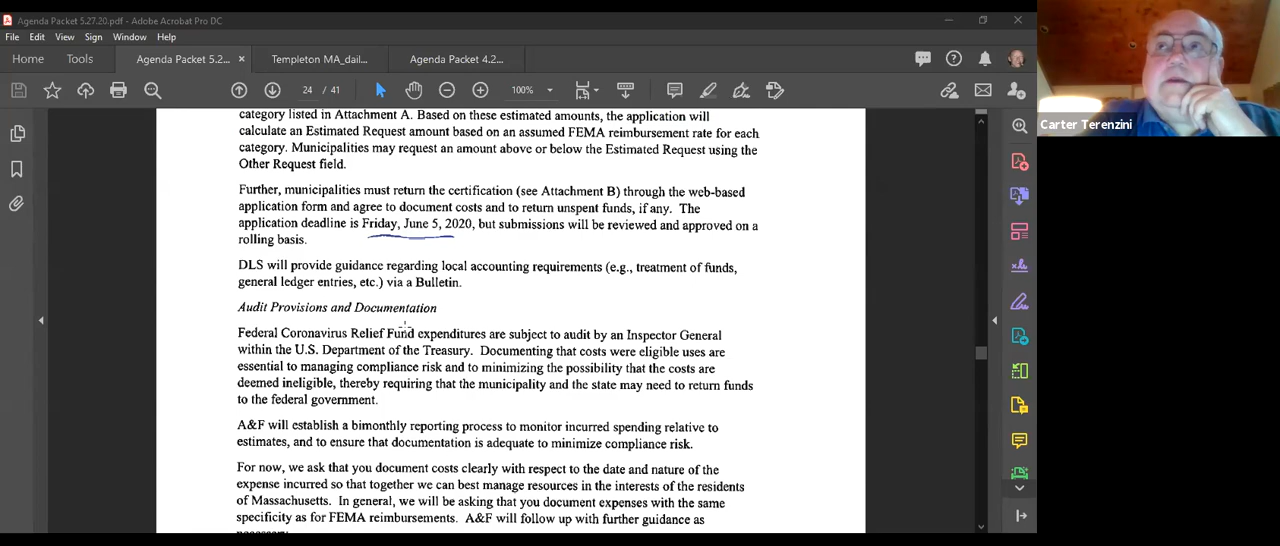 Agenda Packet 5.27.20.pdf - Adobe Acrobat Pro DC
File Edit View Sign Window Help
Home Tools Agenda Packet 5.2... × Templeton MA_dail... Agenda Packet 4.2...
24 / 41 100%
Carter Terenzini
category listed in Attachment A. Based on these estimated amounts, the application will
calculate an Estimated Request amount based on an assumed FEMA reimbursement rate for each
category. Municipalities may request an amount above or below the Estimated Request using the
Other Request field.
Further, municipalities must return the certification (see Attachment B) through the web-based
application form and agree to document costs and to return unspent funds, if any. The
application deadline is Friday, June 5, 2020, but submissions will be reviewed and approved on a
rolling basis.
DLS will provide guidance regarding local accounting requirements (e.g., treatment of funds,
general ledger entries, etc.) via a Bulletin.
Audit Provisions and Documentation
Federal Coronavirus Relief Fund expenditures are subject to audit by an Inspector General
within the U.S. Department of the Treasury. Documenting that costs were eligible uses are
essential to managing compliance risk and to minimizing the possibility that the costs are
deemed ineligible, thereby requiring that the municipality and the state may need to return funds
to the federal government.
A&F will establish a bimonthly reporting process to monitor incurred spending relative to
estimates, and to ensure that documentation is adequate to minimize compliance risk.
For now, we ask that you document costs clearly with respect to the date and nature of the
expense incurred so that together we can best manage resources in the interests of the residents
of Massachusetts. In general, we will be asking that you document expenses with the same
specificity as for FEMA reimbursements. A&F will follow up with further guidance as